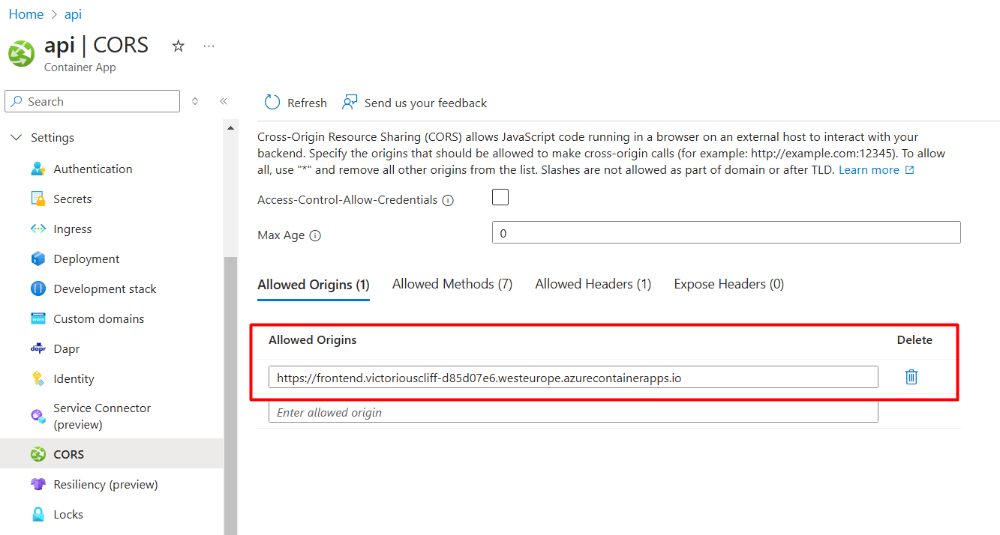 Home > api
api | CORS ☆ ...
Container App
Search
Settings
Authentication
Secrets
Ingress
Deployment
Development stack
Custom domains
Dapr
Identity
Service Connector
(preview)
CORS
Resiliency (preview)
Locks
Refresh
Send us your feedback
Cross-Origin Resource Sharing (CORS) allows JavaScript code running in a browser on an external host to interact with your
backend. Specify the origins that should be allowed to make cross-origin calls (for example: http://example.com:12345). To allow
all, use "*" and remove all other origins from the list. Slashes are not allowed as part of domain or after TLD. Learn more
Access-Control-Allow-Credentials
Max Age
0
Allowed Origins (1) Allowed Methods (7) Allowed Headers (1) Expose Headers (0)
Allowed Origins Delete
https://frontend.victoriouscliff-d85d07e6.westeurope.azurecontainerapps.io
Enter allowed origin